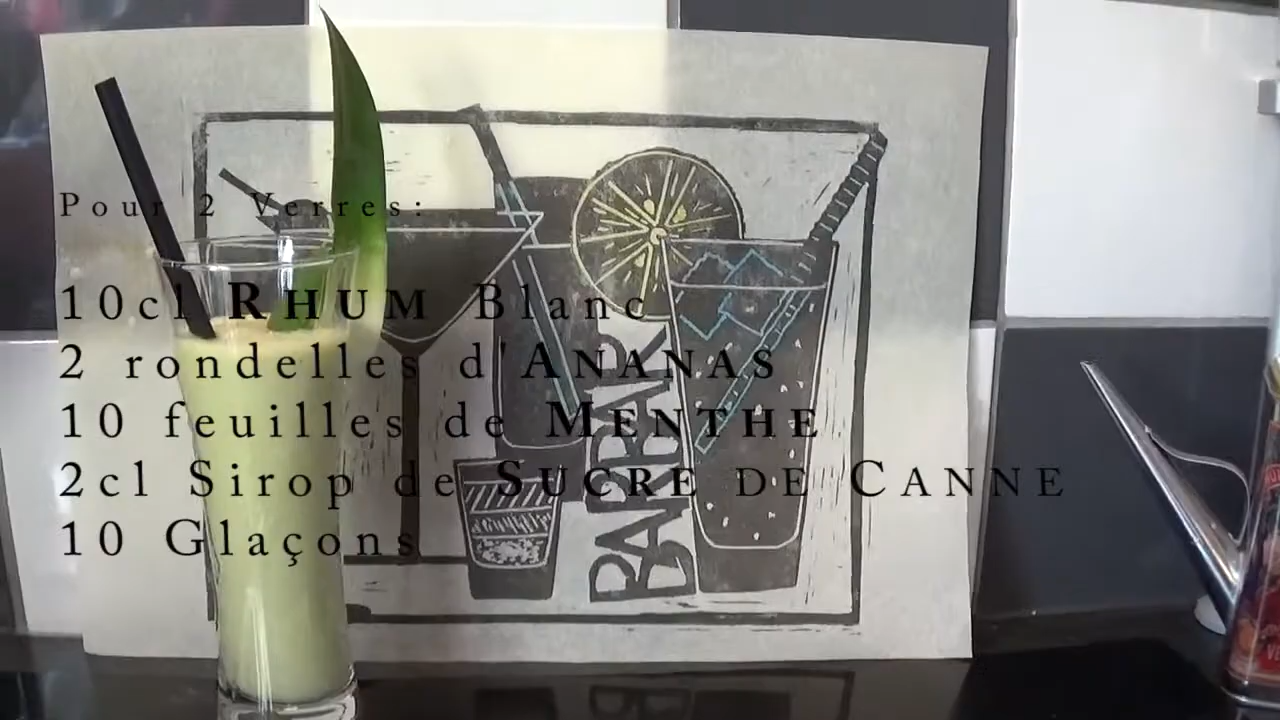 Pour 2 Verres:
10cl RHUM Blanc
2 rondelles d'ANANAS
10 feuilles de MENTHE
2cl Sirop de SUCRE DE CANNE
10 Glaçons
BARBAR
BAR